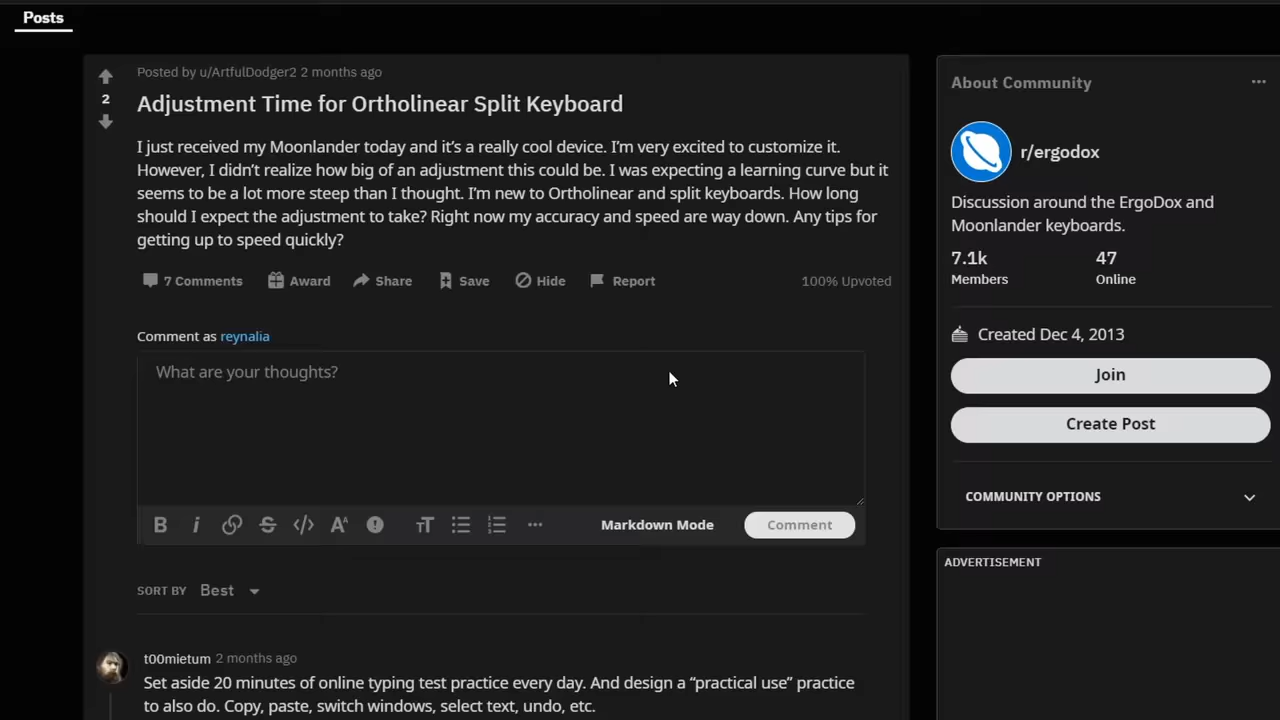 Posts
Posted by u/ArtfulDodger2 2 months ago
2
Adjustment Time for Ortholinear Split Keyboard
I just received my Moonlander today and it's a really cool device. I'm very excited to customize it.
However, I didn't realize how big of an adjustment this could be. I was expecting a learning curve but it
seems to be a lot more steep than I thought. I'm new to Ortholinear and split keyboards. How long
should I expect the adjustment to take? Right now my accuracy and speed are way down. Any tips for
getting up to speed quickly?
7 Comments Award Share Save Hide Report 100% Upvoted
Comment as reynalia
What are your thoughts?
B i A T Markdown Mode Comment
SORT BY Best
t00mietum 2 months ago
Set aside 20 minutes of online typing test practice every day. And design a “practical use” practice
to also do. Copy, paste, switch windows, select text, undo, etc.
About Community
r/ergodox
Discussion around the ErgoDox and
Moonlander keyboards.
7.1k 47
Members Online
Created Dec 4, 2013
Join
Create Post
COMMUNITY OPTIONS
ADVERTISEMENT